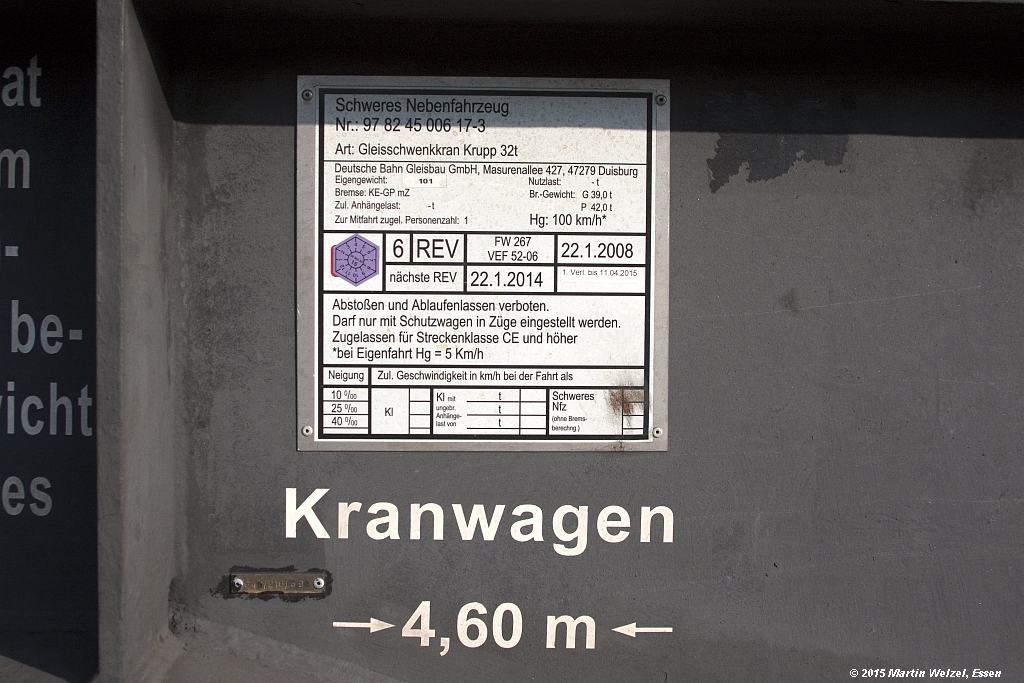 at
m
-
be-
icht
es
Schweres Nebenfahrzeug
Nr.: 97 82 45 006 17-3
Art: Gleisschwenkkran Krupp 32t
Deutsche Bahn Gleisbau GmbH, Masurenallee 427, 47279 Duisburg
Eigengewicht: 101 Nutzlast: -t
Bremse: KE-GP mZ Br.-Gewicht: G 39,0 t
Zul. Anhängelast: -t P 42,0 t
Zur Mitfahrt zugel. Personenzahl: 1 Hg: 100 km/h*
6 REV FW 267 VEF 52-06 22.1.2008
nächste REV 22.1.2014 1. Verl. bis 11.04.2015
Abstoßen und Ablaufenlassen verboten.
Darf nur mit Schutzwagen in Züge eingestellt werden.
Zugelassen für Streckenklasse CE und höher
*bei Eigenfahrt Hg = 5 Km/h
Neigung Zul. Geschwindigkeit in km/h bei der Fahrt als
10 ‰ Kl Kl mit t Schweres
25 ‰ ungebr. t Nfz
40 ‰ Anhänge- t (ohne Brems-
last von berechng.)
Kranwagen
4,60 m
© 2015 Martin Welzel, Essen